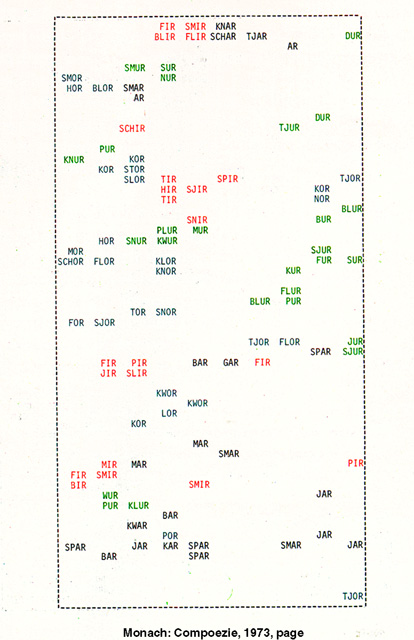 FIR SMIR KNAR
BLIR FLIR SCHAR TJAR DUR
AR
SMUR SUR
SMOR NUR
HOR BLOR SMAR
AR
DUR
SCHIR TJUR
PUR
KNUR KOR
KOR STOR
SLOR TIR SPIR TJOR
HIR SJIR KOR
TIR NOR
BLUR
SNIR BUR
PLUR MUR
HOR SNUR KWUR
MOR SJUR
SCHOR FLOR KLOR FUR SUR
KNOR KUR
FLUR
BLUR PUR
TOR SNOR
FOR SJOR
TJOR FLOR JUR
SPAR SJUR
FIR PIR BAR GAR FIR
JIR SLIR
KWOR
KWOR
LOR
KOR
MAR
SMAR
MIR MAR PIR
FIR SMIR
BIR SMIR
WUR JAR
PUR KLUR
BAR
KWAR
POR JAR
SPAR JAR KAR SPAR SMAR JAR
BAR SPAR
TJOR
Monach: Compoezie, 1973, page